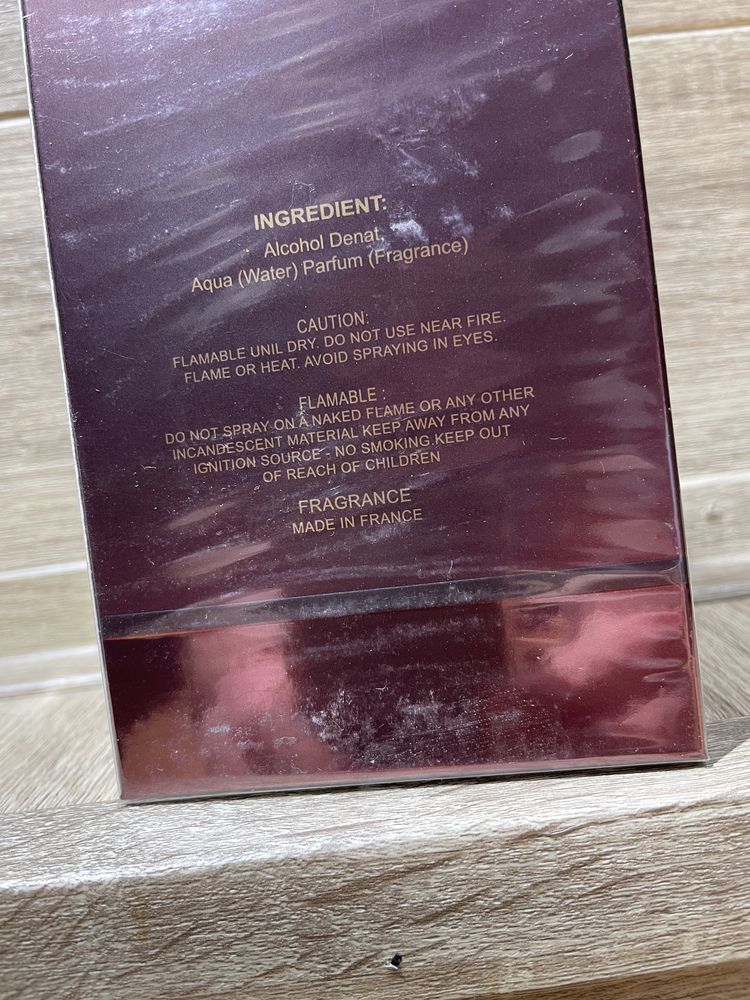 INGREDIENT:
Alcohol Denat,
Aqua (Water) Parfum (Fragrance)
CAUTION:
FLAMABLE UNIL DRY. DO NOT USE NEAR FIRE.
FLAME OR HEAT. AVOID SPRAYING IN EYES.
FLAMABLE :
DO NOT SPRAY ON A NAKED FLAME OR ANY OTHER
INCANDESCENT MATERIAL KEEP AWAY FROM ANY
IGNITION SOURCE - NO SMOKING.KEEP OUT
OF REACH OF CHILDREN
FRAGRANCE
MADE IN FRANCE